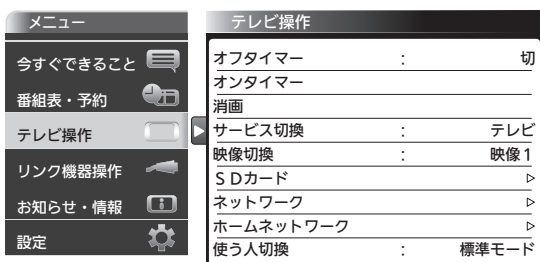 メニュー
今すぐできること
番組表・予約
テレビ操作
リンク機器操作
お知らせ・情報
設定
テレビ操作
オフタイマー : 切
オンタイマー
消画
サービス切換 : テレビ
映像切換 : 映像1
SDカード ▷
ネットワーク ▷
ホームネットワーク ▷
使う人切換 : 標準モード